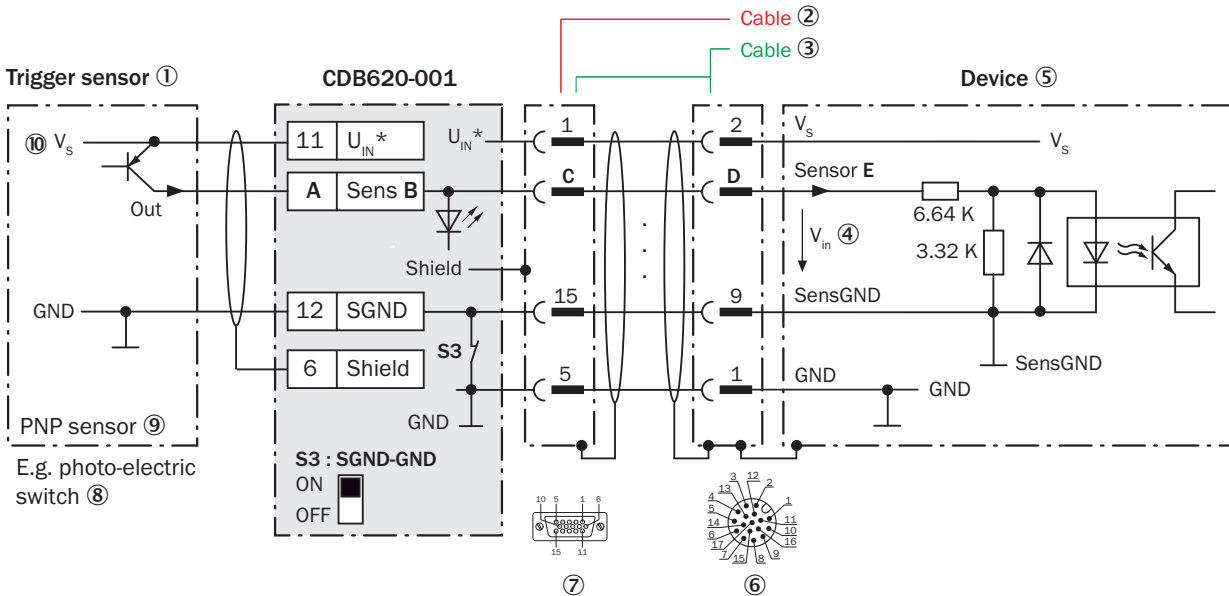 Cable ②
Cable ③
Trigger sensor ①
CDB620-001
Device ⑤
⑩ Vs
11 UIN*
UIN*
1
2
Vs
Vs
A Sens B
C
D
Sensor E
Out
6.64 K
3.32 K
Vin ④
Shield
GND
12 SGND
15
9
SensGND
S3
6 Shield
5
1
GND
GND
SensGND
GND
PNP sensor ⑨
E.g. photo-electric
switch ⑧
S3 : SGND-GND
ON
OFF
10 5 1 6
15 11
3 12 2
13 1
4
5 11
14 10
6 16
17 9
7 15 8
⑦
⑥